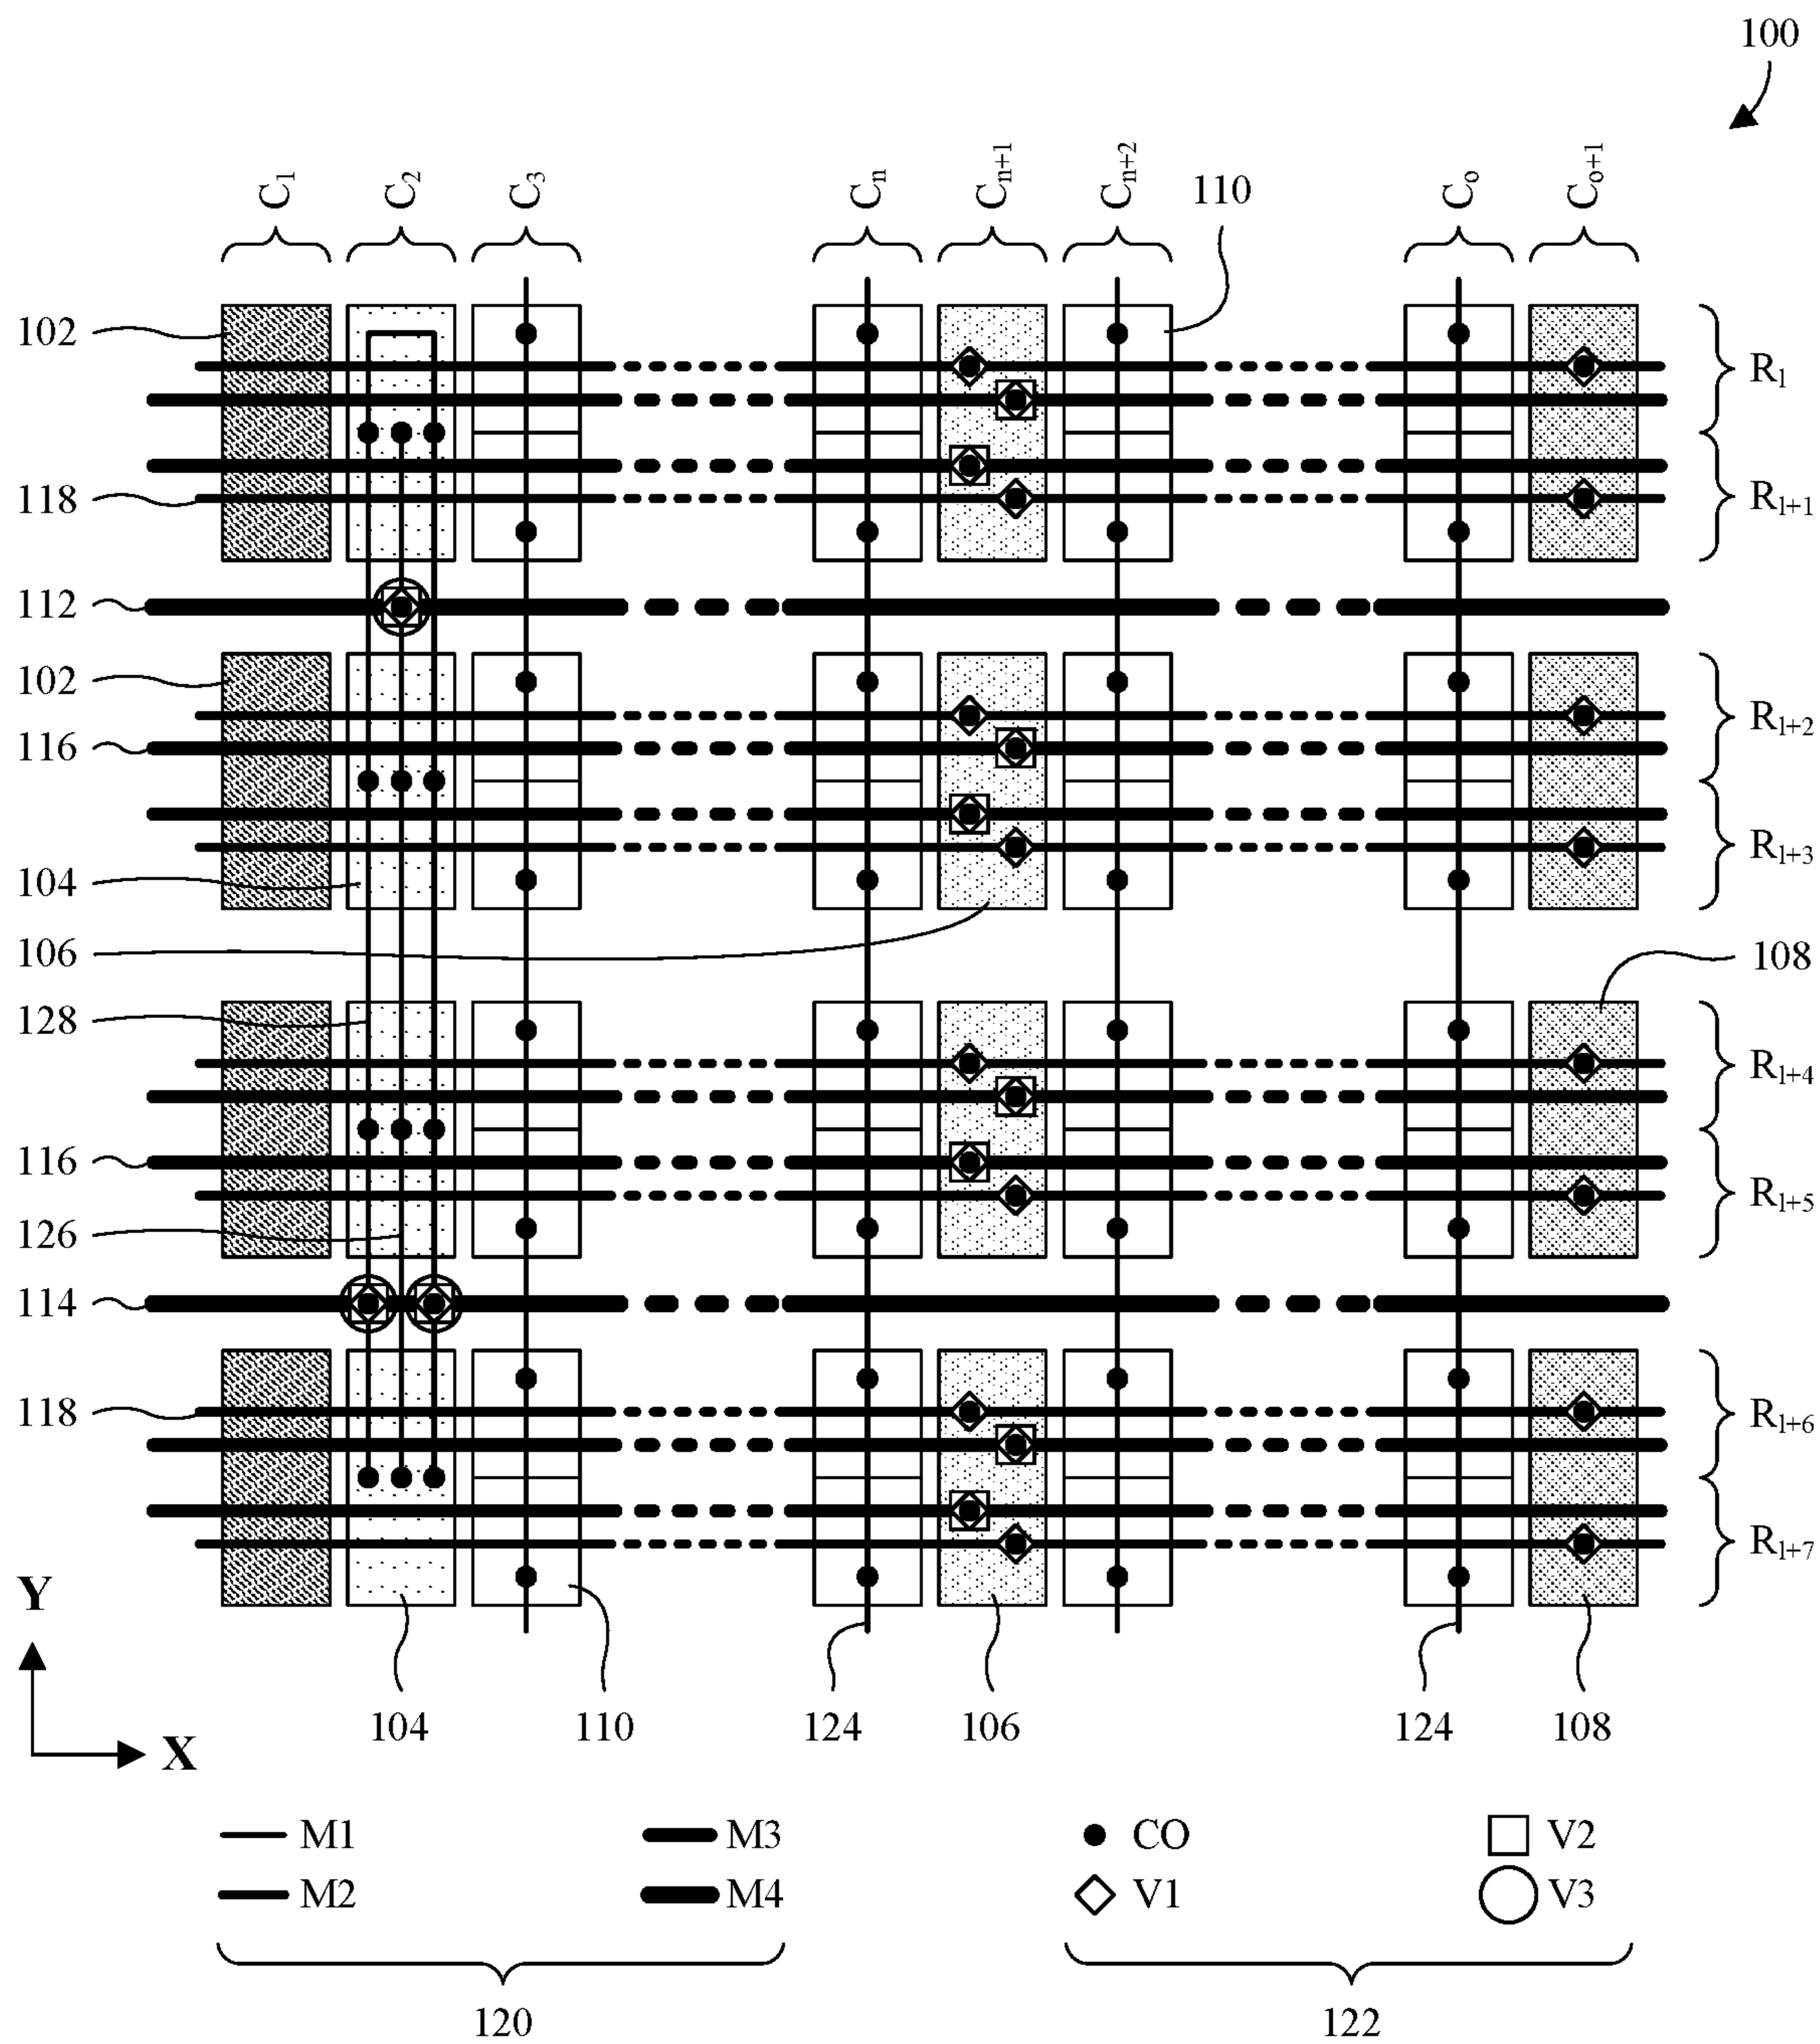 100
C1 C2 C3 Cn Cn+1 Cn+2 Co Co+1
110
102
Rl
118
Rl+1
112
102
Rl+2
116
Rl+3
104
106
108
128
Rl+4
116
Rl+5
126
114
118
Rl+6
Rl+7
Y
X
104 110 124 106 124 108
M1 M3 CO V2
M2 M4 V1 V3
120 122